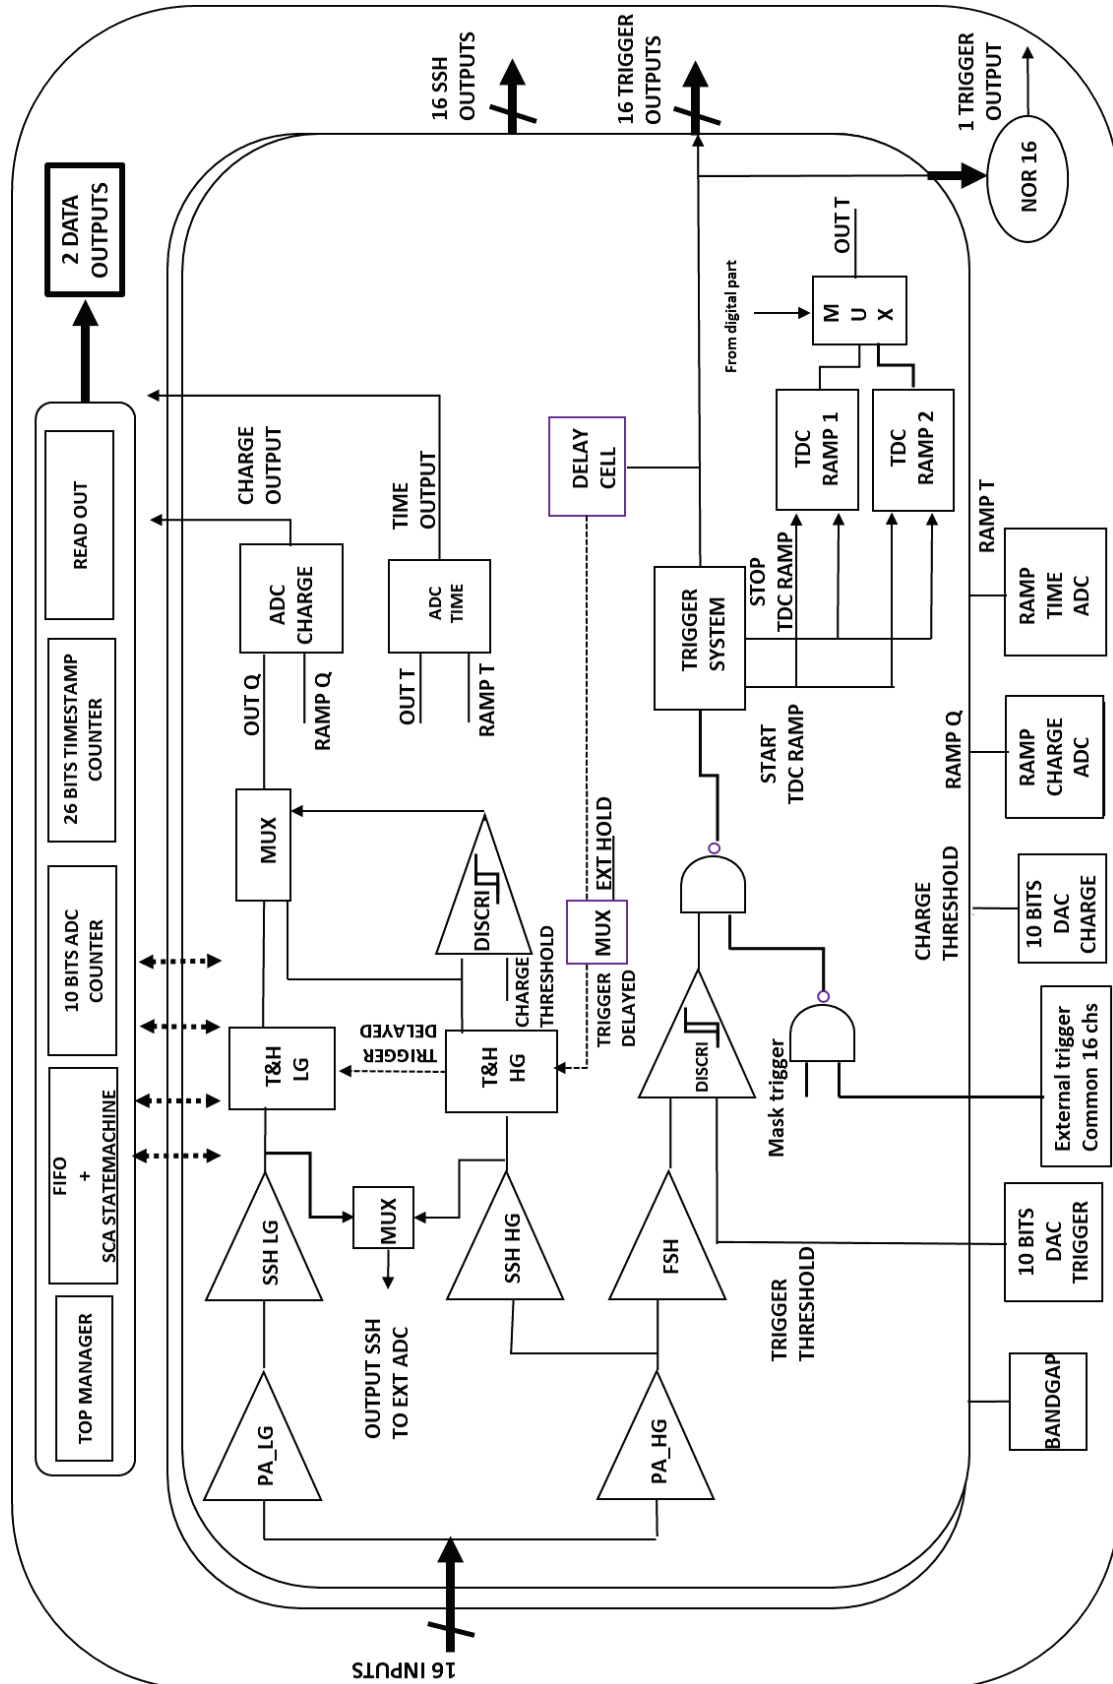 TOP MANAGER
FIFO
+
SCA STATEMACHINE
10 BITS ADC
COUNTER
26 BITS TIMESTAMP
COUNTER
READ OUT
2 DATA
OUTPUTS
16 INPUTS
PA_LG
SSH LG
T&H
LG
MUX
OUT Q
RAMP Q
ADC
CHARGE
CHARGE
OUTPUT
OUTPUT SSH
TO EXT ADC
MUX
TRIGGER
DELAYED
DISCRI
CHARGE
THRESHOLD
OUT T
RAMP T
ADC
TIME
TIME
OUTPUT
16 SSH
OUTPUTS
SSH HG
T&H
HG
TRIGGER
DELAYED
MUX
EXT HOLD
DELAY
CELL
PA_HG
FSH
DISCRI
TRIGGER
SYSTEM
16 TRIGGER
OUTPUTS
TRIGGER
THRESHOLD
Mask trigger
START
TDC RAMP
STOP
TDC RAMP
TDC
RAMP 1
TDC
RAMP 2
From digital part
M
U
X
OUT T
NOR 16
1 TRIGGER
OUTPUT
CHARGE
THRESHOLD
RAMP Q
RAMP T
BANDGAP
10 BITS
DAC
TRIGGER
External trigger
Common 16 chs
10 BITS
DAC
CHARGE
RAMP
CHARGE
ADC
RAMP
TIME
ADC